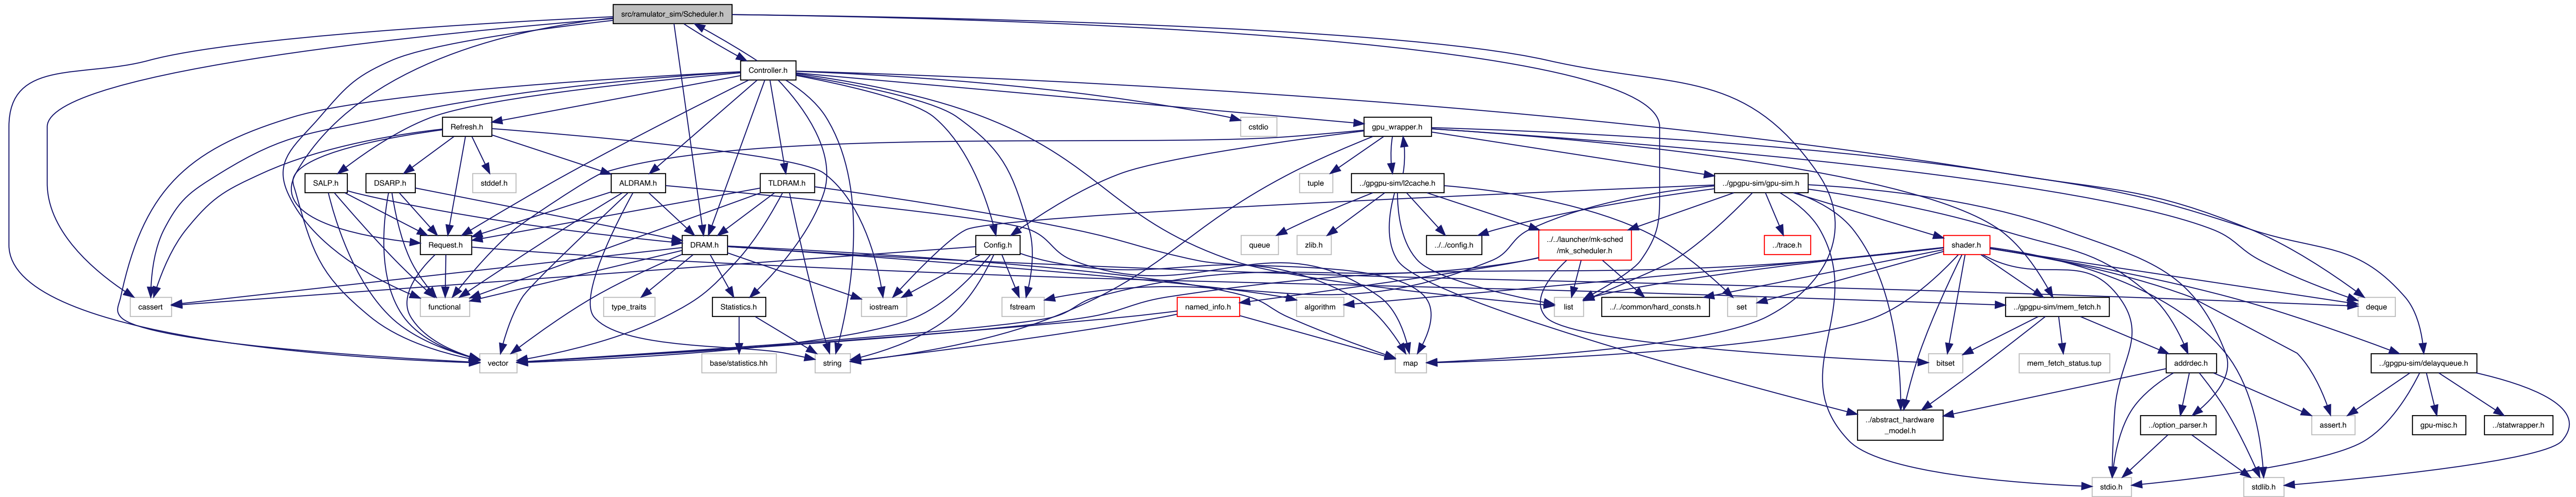 src/ramulator_sim/Scheduler.h
Controller.h
Refresh.h
cstdio
gpu_wrapper.h
SALP.h
DSARP.h
stddef.h
ALDRAM.h
TLDRAM.h
tuple
../gpgpu-sim/l2cache.h
../gpgpu-sim/gpu-sim.h
Request.h
DRAM.h
Config.h
queue
zlib.h
../../config.h
../../launcher/mk-sched
/mk_scheduler.h
../trace.h
shader.h
cassert
functional
type_traits
Statistics.h
iostream
fstream
named_info.h
algorithm
list
../../common/hard_consts.h
set
../gpgpu-sim/mem_fetch.h
deque
vector
base/statistics.hh
string
map
bitset
mem_fetch_status.tup
addrdec.h
../gpgpu-sim/delayqueue.h
../abstract_hardware
_model.h
../option_parser.h
assert.h
gpu-misc.h
../statwrapper.h
stdio.h
stdlib.h